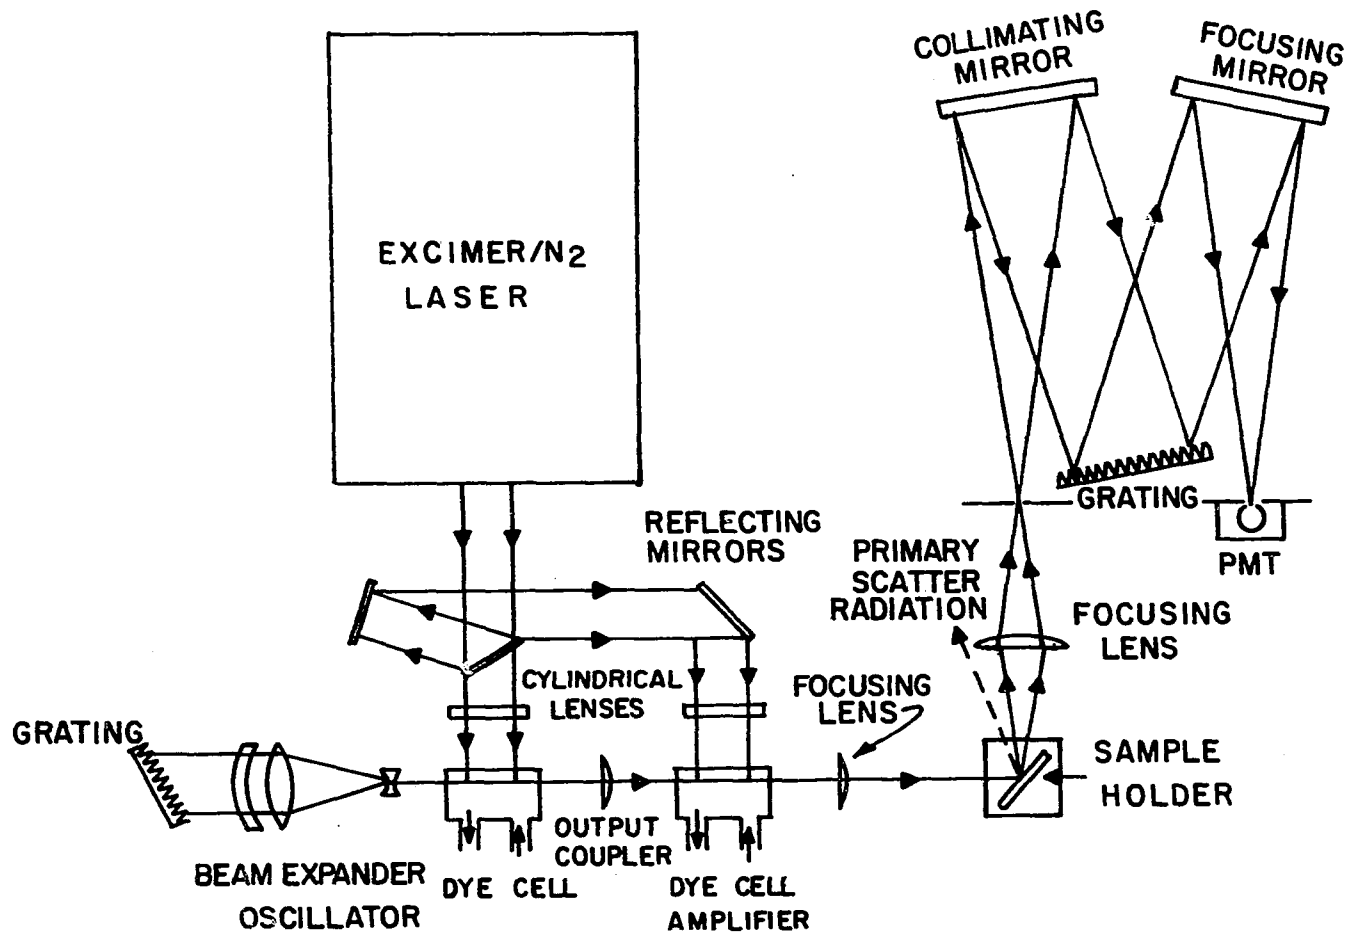 COLLIMATING
MIRROR
FOCUSING
MIRROR
EXCIMER/N2
LASER
GRATING
PMT
REFLECTING
MIRRORS
PRIMARY
SCATTER
RADIATION
FOCUSING
LENS
CYLINDRICAL
LENSES
FOCUSING
LENS
GRATING
SAMPLE
HOLDER
OUTPUT
COUPLER
BEAM EXPANDER
OSCILLATOR
DYE CELL
DYE CELL
AMPLIFIER